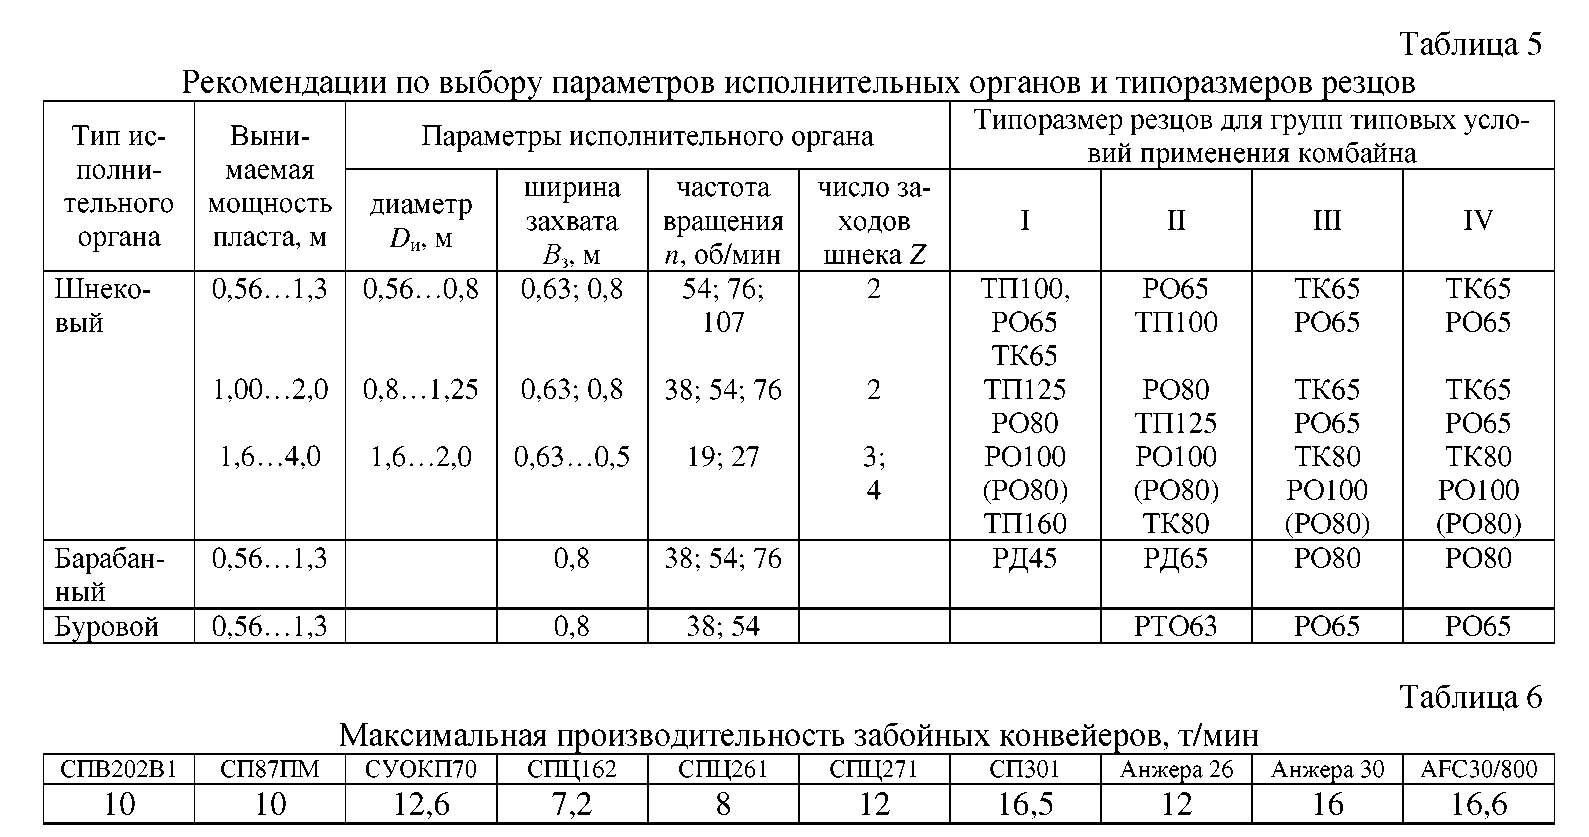 Таблица 5
Рекомендации по выбору параметров исполнительных органов и типоразмеров резцов
Тип ис-
полни-
тельного
органа
Выни-
маемая
мощность
пласта, м
Параметры исполнительного органа
Типоразмер резцов для групп типовых усло-
вий применения комбайна
диаметр
Dи, м
ширина
захвата
Bз, м
частота
вращения
n, об/мин
число за-
ходов
шнека Z
I
II
III
IV
Шнеко- 0,56…1,3 0,56…0,8 0,63; 0,8 54; 76; 2 ТП100, РО65 ТК65 ТК65
вый 107 РО65 ТП100 РО65 РО65
ТК65
1,00…2,0 0,8…1,25 0,63; 0,8 38; 54; 76 2 ТП125 РО80 ТК65 ТК65
РО80 ТП125 РО65 РО65
1,6…4,0 1,6…2,0 0,63…0,5 19; 27 3; РО100 РО100 ТК80 ТК80
4 (РО80) (РО80) РО100 РО100
ТП160 ТК80 (РО80) (РО80)
Барабан- 0,56…1,3 0,8 38; 54; 76 РД45 РД65 РО80 РО80
ный
Буровой 0,56…1,3 0,8 38; 54 РТО63 РО65 РО65
Таблица 6
Максимальная производительность забойных конвейеров, т/мин
СПВ202В1 СП87ПМ СУОКП70 СПЦ162 СПЦ261 СПЦ271 СП301 Анжера 26 Анжера 30 AFC30/800
10 10 12,6 7,2 8 12 16,5 12 16 16,6